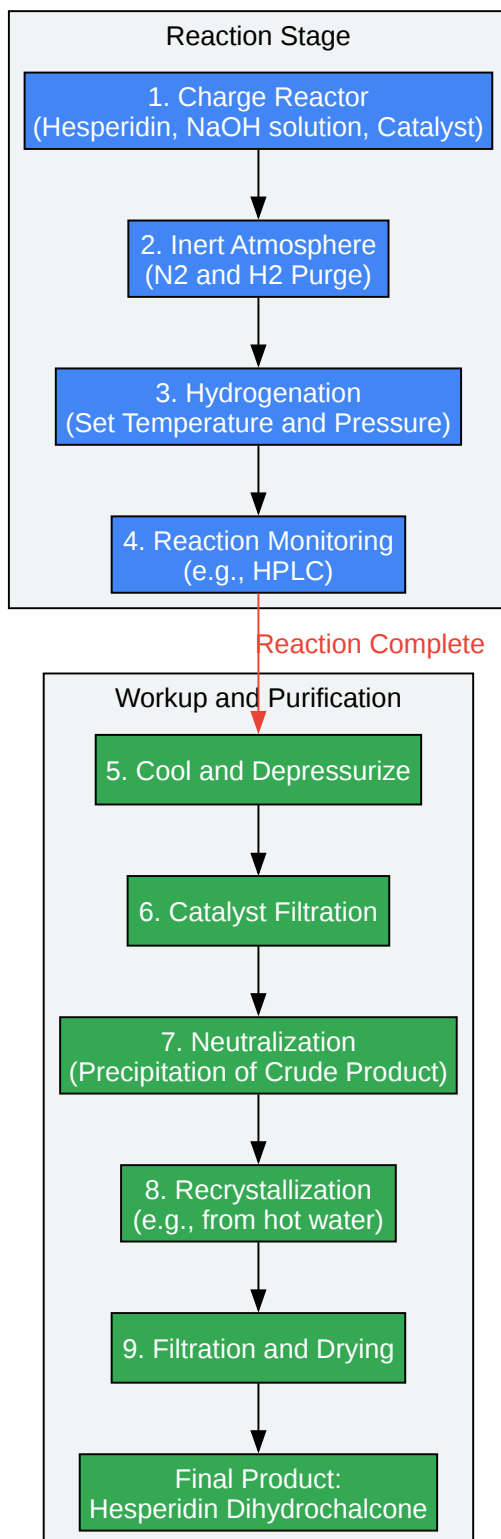 Reaction Stage
1. Charge Reactor
(Hesperidin, NaOH solution, Catalyst)
2. Inert Atmosphere
(N2 and H2 Purge)
3. Hydrogenation
(Set Temperature and Pressure)
4. Reaction Monitoring
(e.g., HPLC)
Reaction Complete
Workup and Purification
5. Cool and Depressurize
6. Catalyst Filtration
7. Neutralization
(Precipitation of Crude Product)
8. Recrystallization
(e.g., from hot water)
9. Filtration and Drying
Final Product:
Hesperidin Dihydrochalcone